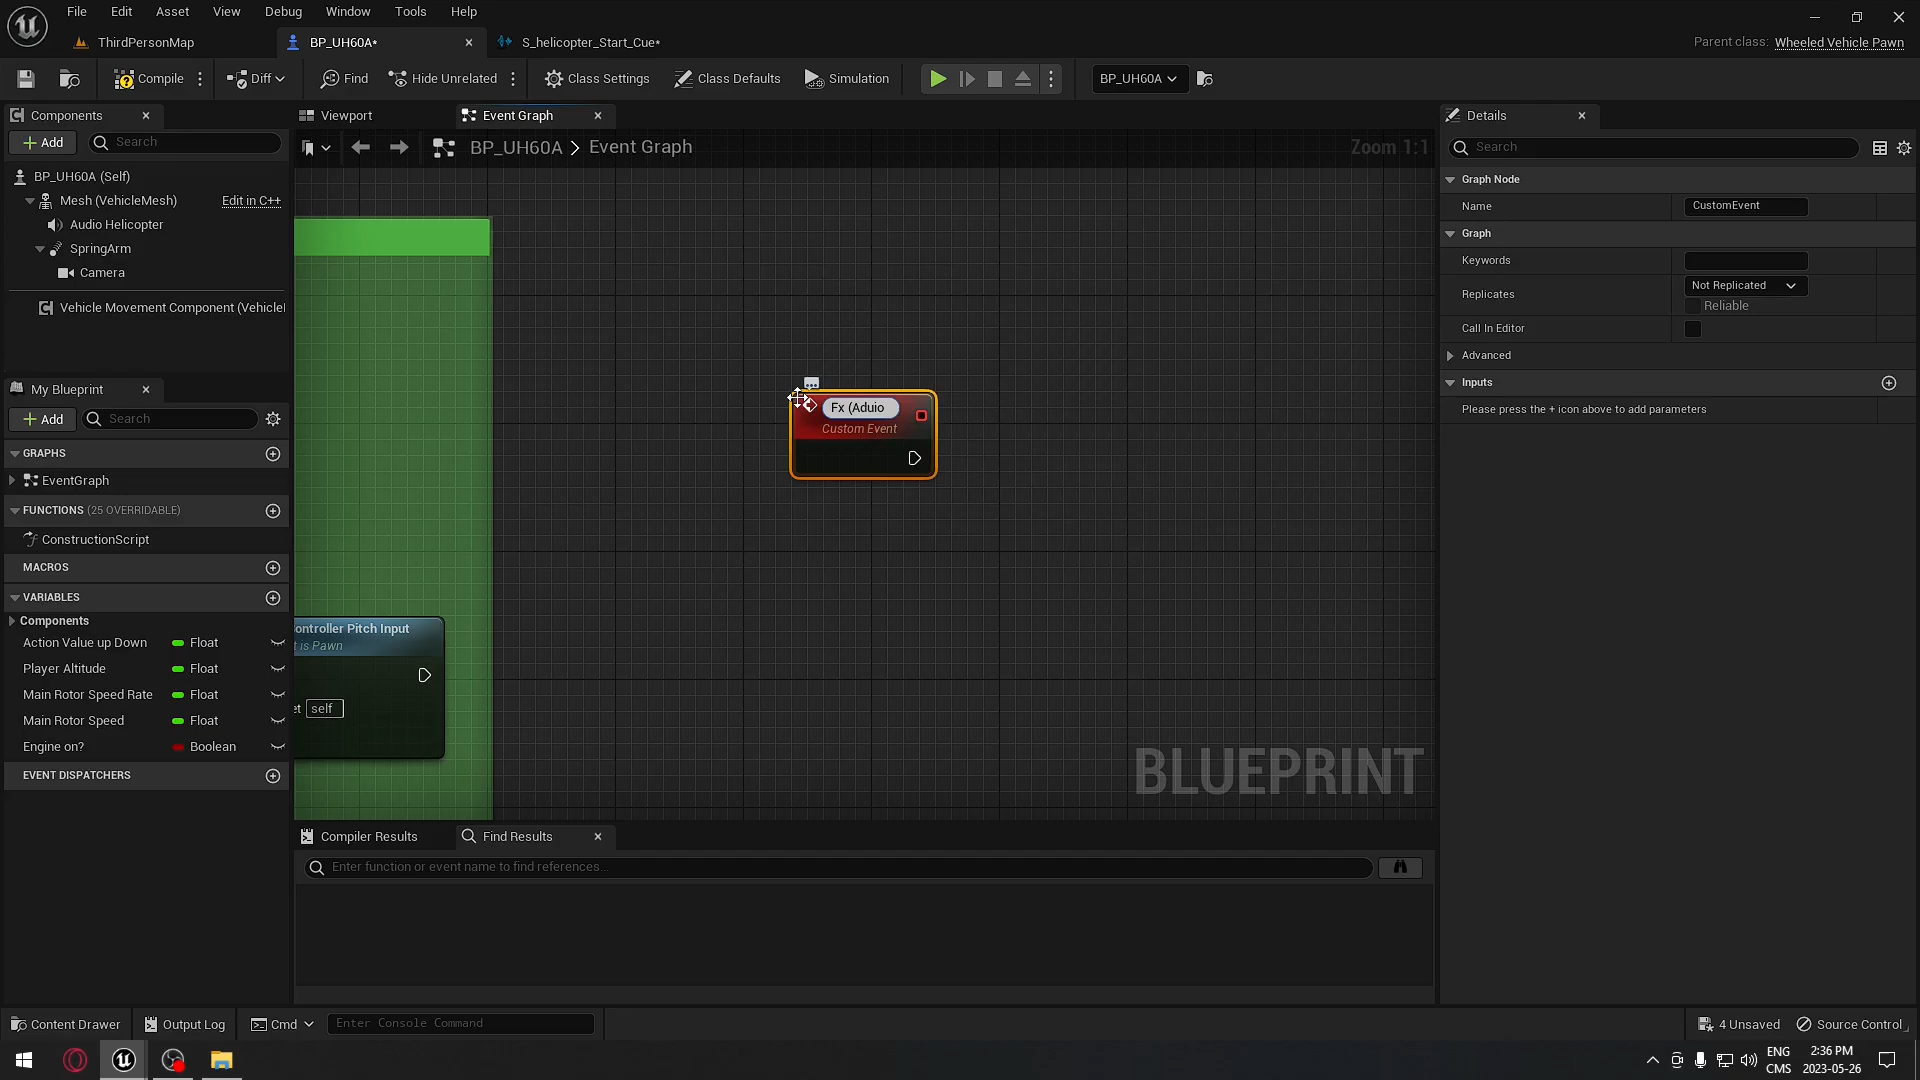 File Edit Asset View Debug Window Tools Help
ThirdPersonMap
BP_UH60A*
S_helicopter_Start_Cue*
Parent class: Wheeled Vehicle Pawn
Compile
Diff
Find
Hide Unrelated
Class Settings
Class Defaults
Simulation
BP_UH60A
Components
Add
Search
BP_UH60A (Self)
Mesh (VehicleMesh)
Edit in C++
Audio Helicopter
SpringArm
Camera
Vehicle Movement Component (Vehicle
My Blueprint
Add
Search
GRAPHS
EventGraph
FUNCTIONS (25 OVERRIDABLE)
ConstructionScript
MACROS
VARIABLES
Components
Action Value up Down Float
Player Altitude Float
Main Rotor Speed Rate Float
Main Rotor Speed Float
Engine on? Boolean
EVENT DISPATCHERS
Viewport
Event Graph
BP_UH60A > Event Graph
Zoom 1:1
Fx (Aduio
Custom Event
ontroller Pitch Input
t is Pawn
et self
BLUEPRINT
Compiler Results
Find Results
Enter function or event name to find references...
Details
Search
Graph Node
Name CustomEvent
Graph
Keywords
Replicates Not Replicated
Reliable
Call In Editor
Advanced
Inputs
Please press the + icon above to add parameters
Content Drawer
Output Log
Cmd
Enter Console Command
4 Unsaved
Source Control
ENG
CMS
2:36 PM
2023-05-26